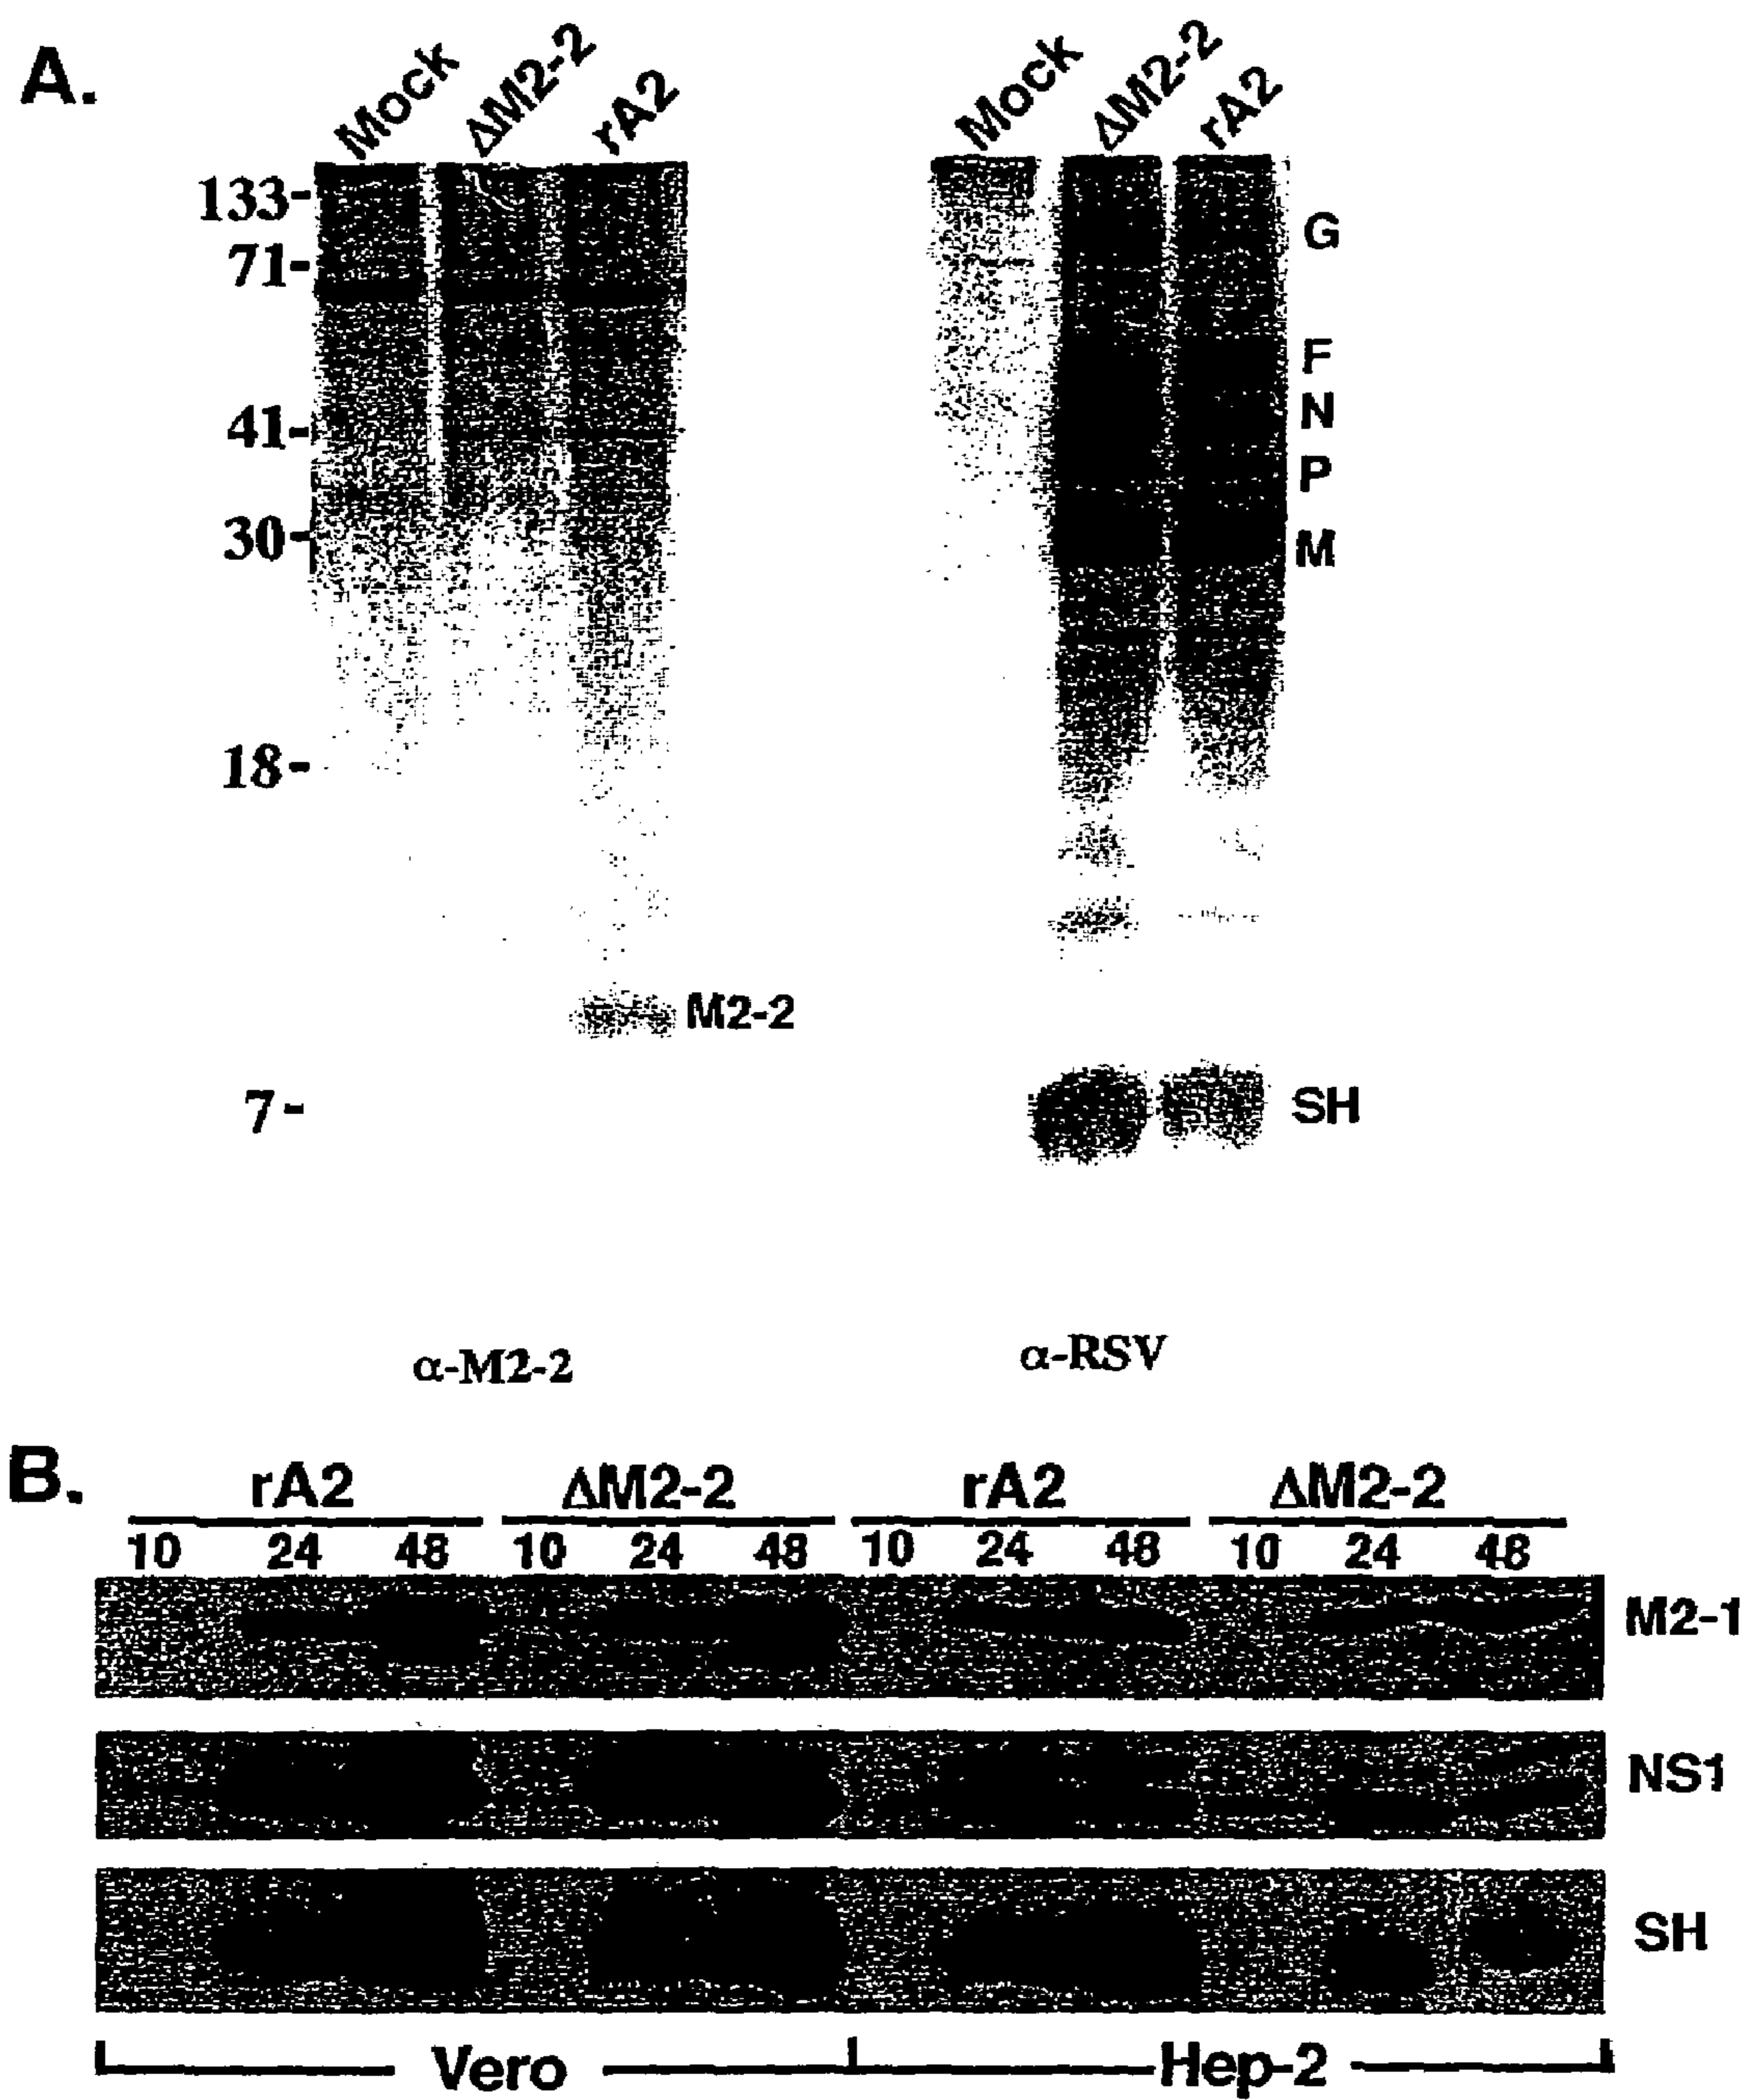 A.
Mock ΔM2-2 rA2 Mock ΔM2-2 rA2
133-
71-
41-
30-
18-
7-
G
F
N
P
M
M2-2
SH
α-M2-2 α-RSV
B.
rA2 ΔM2-2 rA2 ΔM2-2
10 24 48 10 24 48 10 24 48 10 24 48
M2-1
NS1
SH
Vero Hep-2